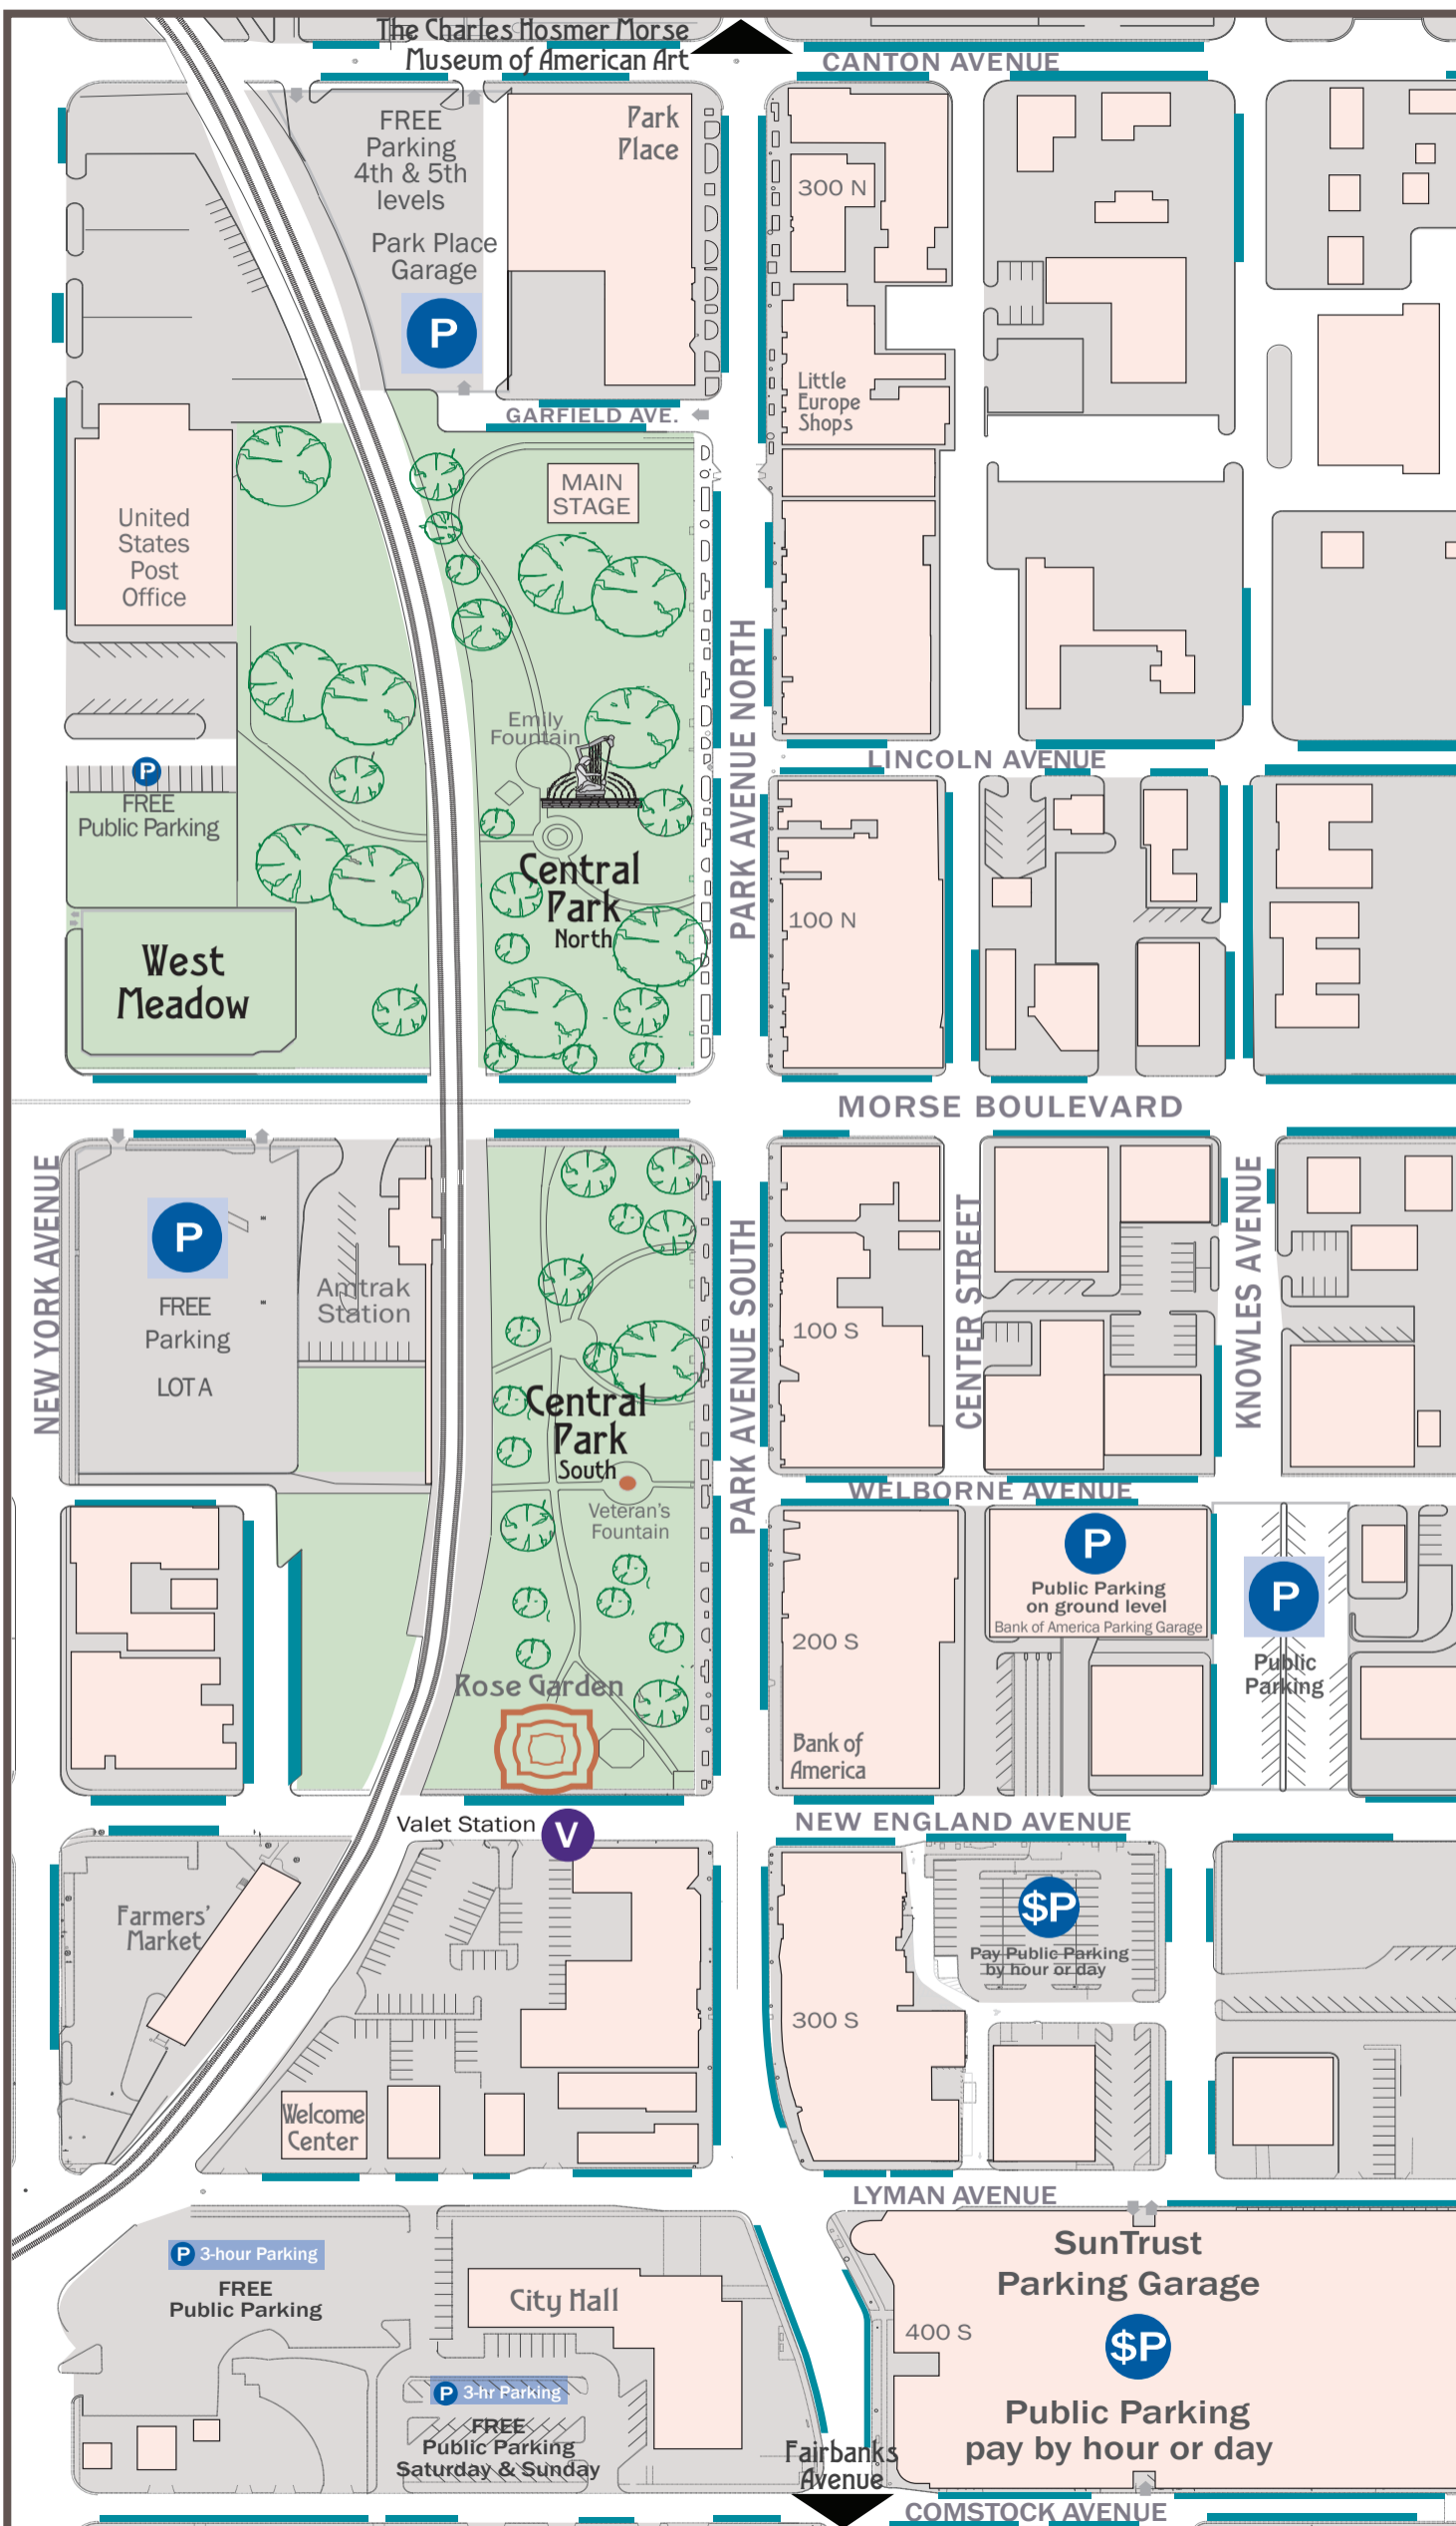 The Charles Hosmer Morse
Museum of American Art
CANTON AVENUE
FREE
Parking
4th & 5th
levels
Park Place
Garage
P
Park
Place
300 N
Little
Europe
Shops
GARFIELD AVE.
MAIN
STAGE
United
States
Post
Office
PARK AVENUE NORTH
Emily
Fountain
LINCOLN AVENUE
P
FREE
Public Parking
Central
Park
North
100 N
West
Meadow
MORSE BOULEVARD
NEW YORK AVENUE
P
FREE
Parking
LOT A
Amtrak
Station
PARK AVENUE SOUTH
100 S
CENTER STREET
KNOWLES AVENUE
Central
Park
South
Veteran's
Fountain
WELBORNE AVENUE
P
Public Parking
on ground level
Bank of America Parking Garage
P
Public
Parking
200 S
Rose Garden
Bank of
America
Valet Station
V
NEW ENGLAND AVENUE
Farmers'
Market
$P
Pay Public Parking
by hour or day
300 S
Welcome
Center
LYMAN AVENUE
P 3-hour Parking
FREE
Public Parking
City Hall
SunTrust
Parking Garage
400 S
$P
Public Parking
pay by hour or day
P 3-hr Parking
FREE
Public Parking
Saturday & Sunday
Fairbanks
Avenue
COMSTOCK AVENUE